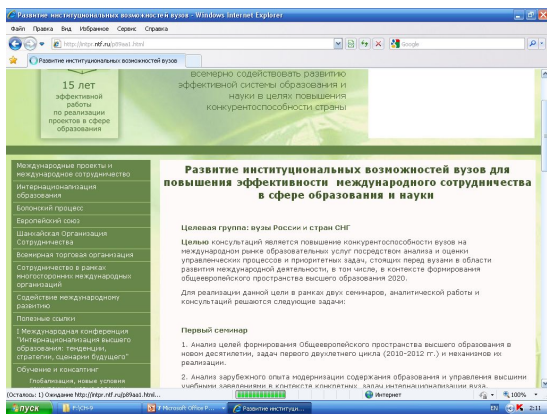 Развитие институциональных возможностей вузов - Windows Internet Explorer
Файл Правка Вид Избранное Сервис Справка
http://intpr.ntf.ru/p89aa1.html
Google
Развитие институциональных возможностей вузов
15 лет
эффективной
работы
по реализации
проектов в сфере
образования
всемерно содействовать развитию
эффективной системы образования и
науки в целях повышения
конкурентоспособности страны
Международные проекты и
международное сотрудничество
Интернационализация
образования
Болонский процесс
Европейский союз
Шанхайская Организация
Сотрудничества
Всемирная торговая организация
Сотрудничество в рамках
многосторонних международных
организаций
Содействие международному
развитию
Полезные ссылки
I Международная конференция
"Интернационализация высшего
образования: тенденции,
стратегии, сценарии будущего"
Обучение и консалтинг
Глобализация, новые условия
Развитие институциональных возможностей вузов для
повышения эффективности международного сотрудничества
в сфере образования и науки
Целевая группа: вузы России и стран СНГ
Целью консультаций является повышение конкурентоспособности вузов на
международном рынке образовательных услуг посредством анализа и оценки
управленческих процессов и приоритетных задач, стоящих перед вузами в области
развития международной деятельности, в том числе, в контексте формирования
общеевропейского пространства высшего образования 2020.
Для реализации данной цели в рамках двух семинаров, аналитической работы и
консультаций решаются следующие задачи:
Первый семинар
1. Анализ целей формирования Общеевропейского пространства высшего образования в
новом десятилетии, задач первого двухлетнего цикла (2010-2012 гг.) и механизмов их
реализации.
2. Анализ зарубежного опыта модернизации содержания образования и управления высшими
учебными заведениями в контексте конкретных задач интернационализации вуза.
(Осталось: 1) Ожидание http://intpr.ntf.ru/p89aa1.html...
Интернет
100%
пуск
F:\УСН-9
Microsoft Office P...
Развитие институци...
EN
2:15